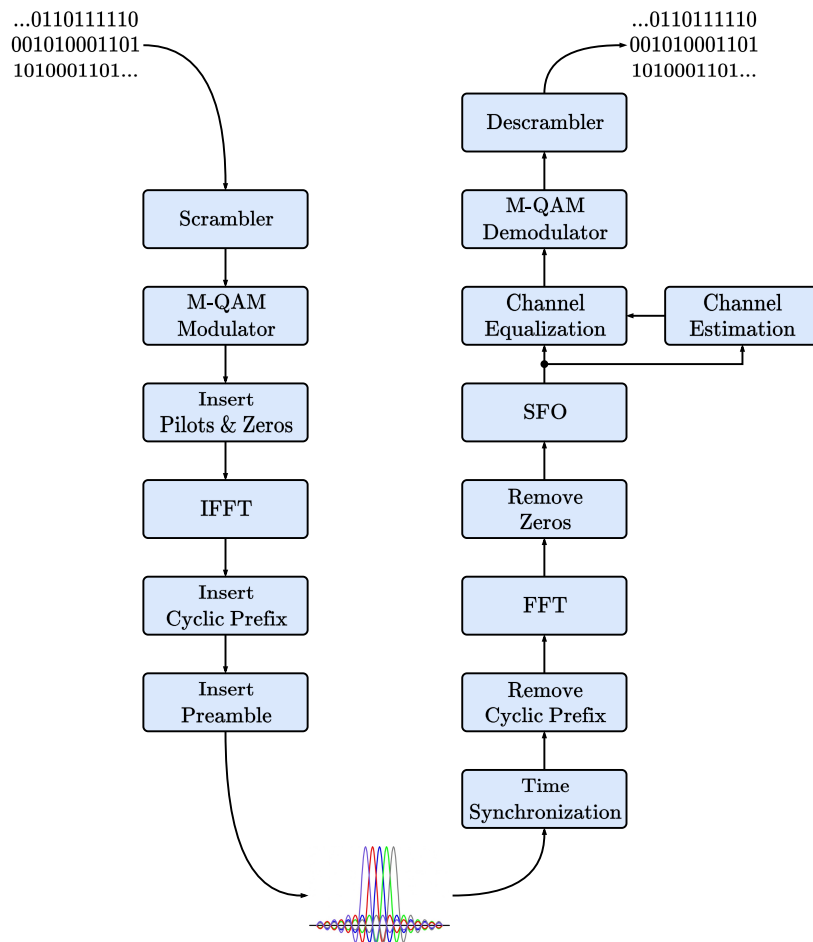 ...0110111110
001010001101
1010001101...
Scrambler
M-QAM
Modulator
Insert
Pilots & Zeros
IFFT
Insert
Cyclic Prefix
Insert
Preamble
...0110111110
001010001101
1010001101...
Descrambler
M-QAM
Demodulator
Channel
Equalization
Channel
Estimation
SFO
Remove
Zeros
FFT
Remove
Cyclic Prefix
Time
Synchronization